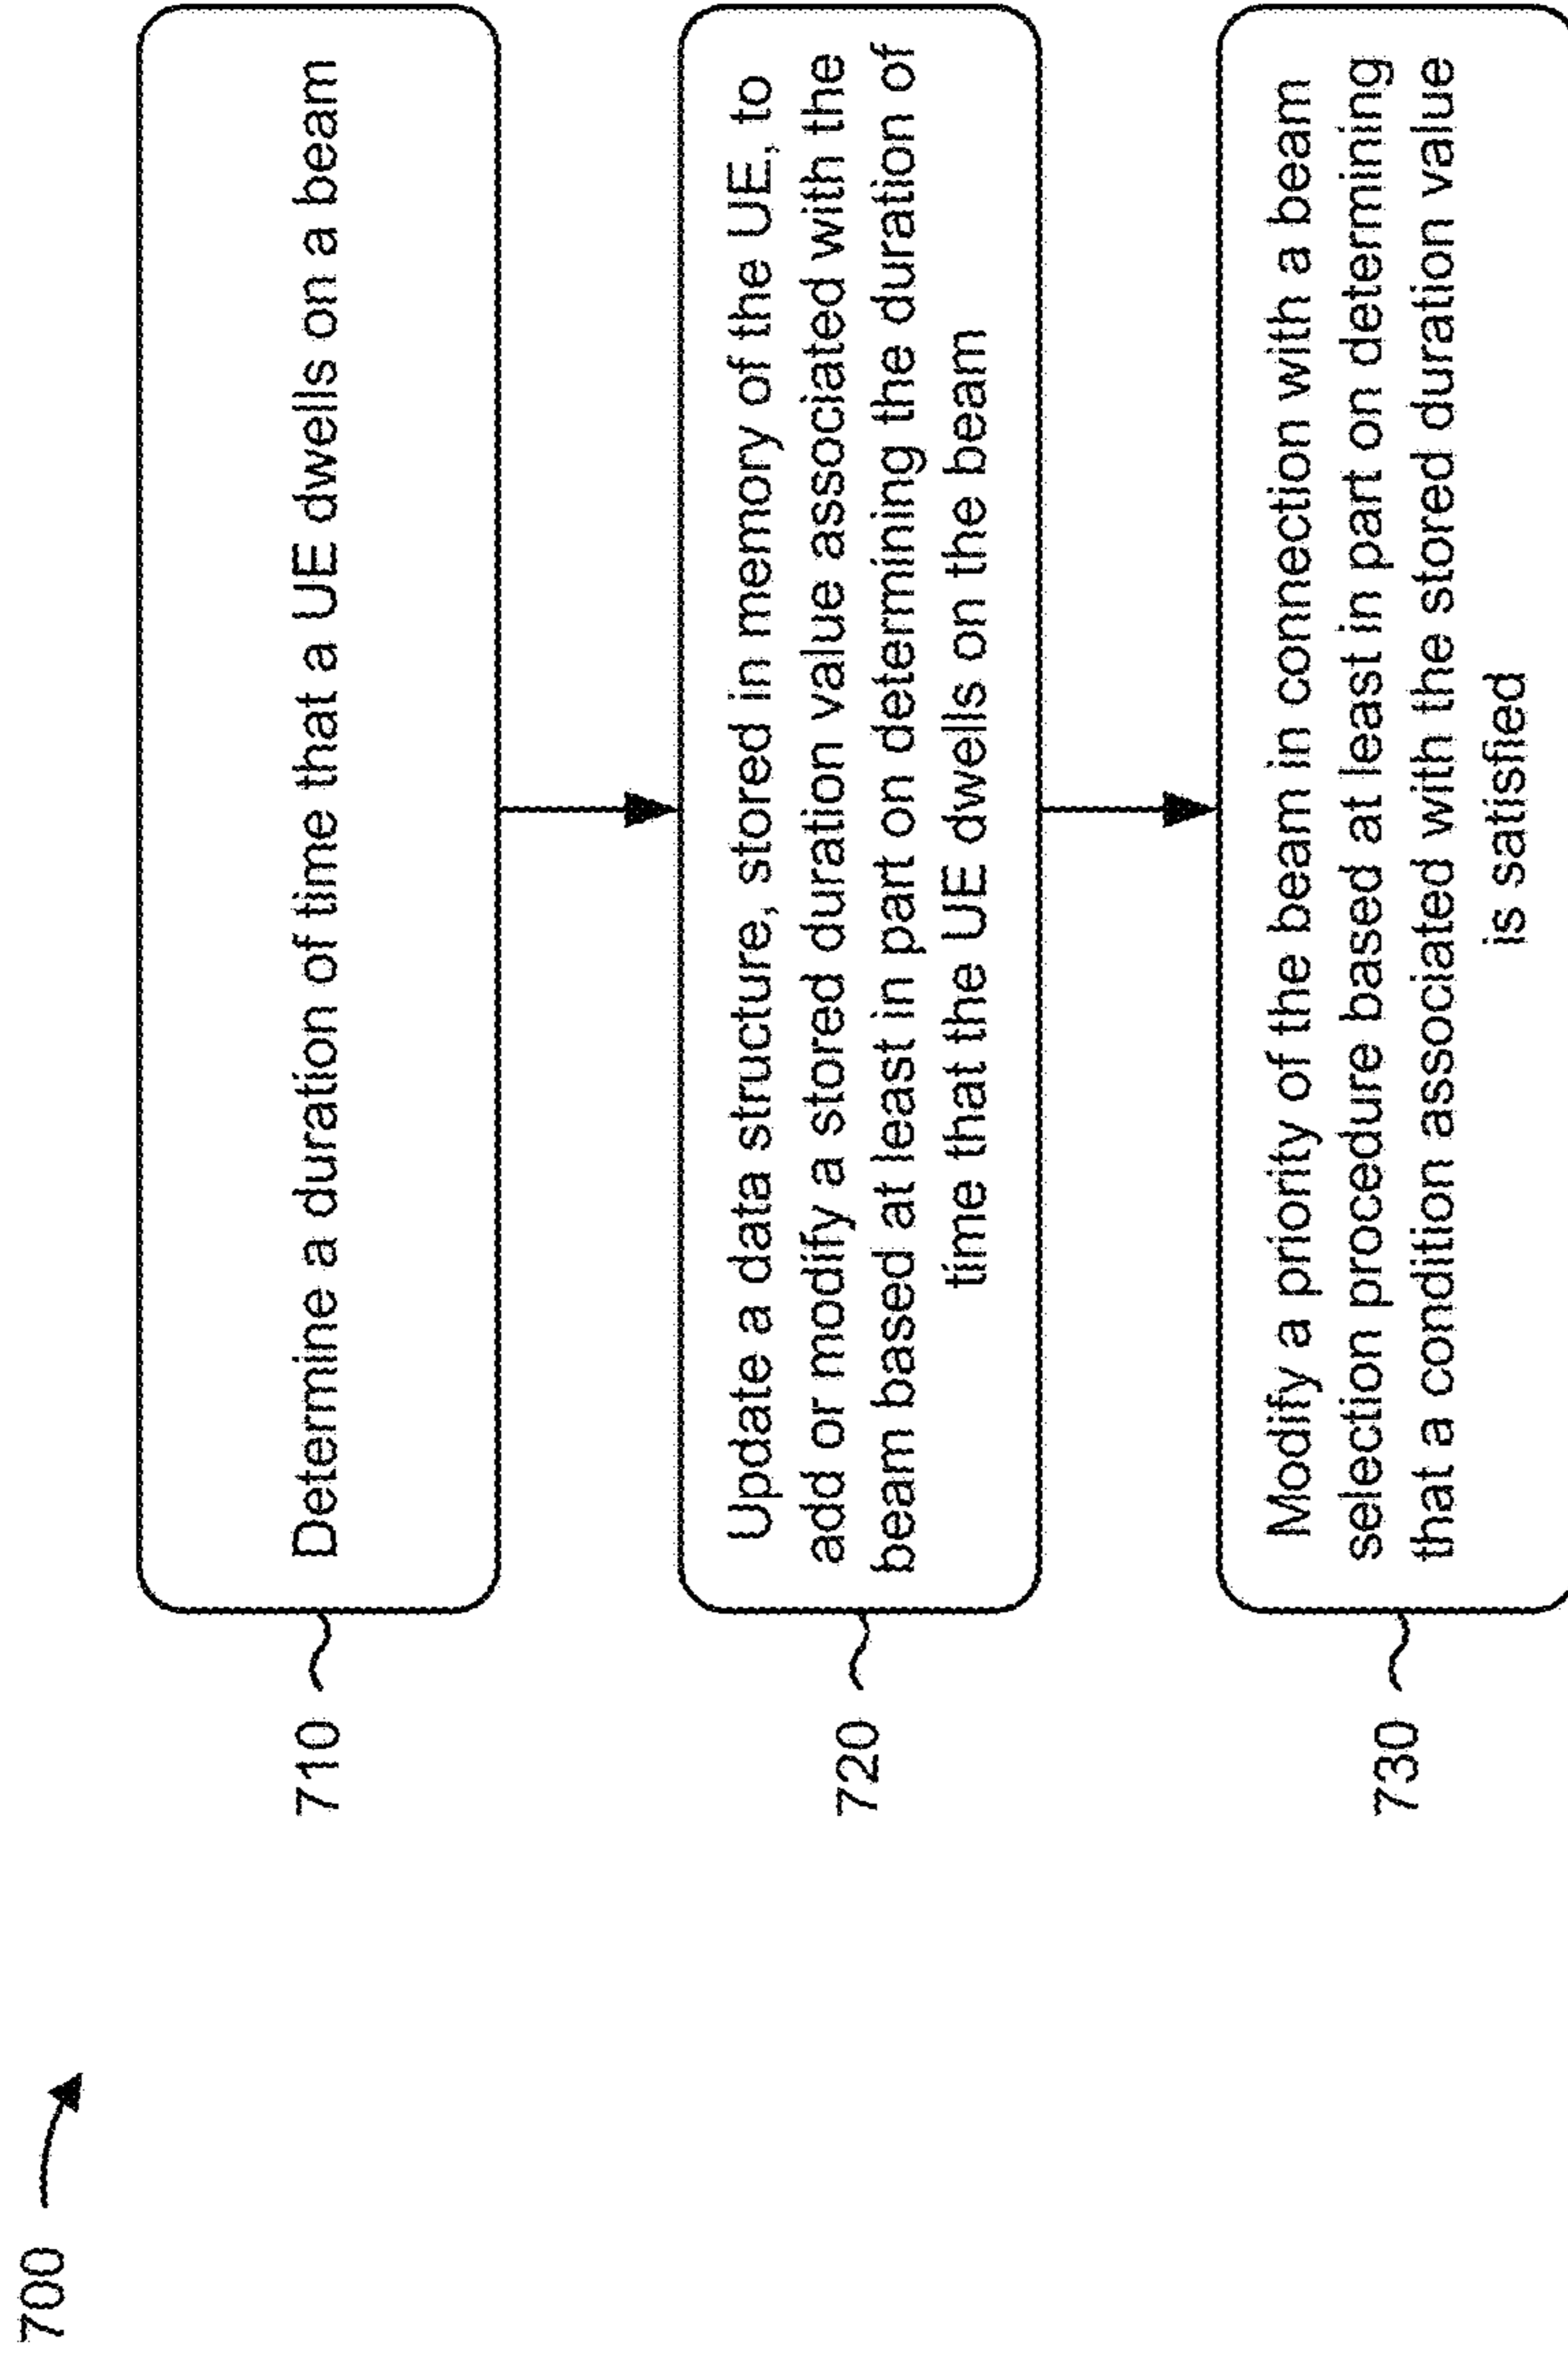 700
710
Determine a duration of time that a UE dwells on a beam
720
Update a data structure, stored in memory of the UE, to
add or modify a stored duration value associated with the
beam based at least in part on determining the duration of
time that the UE dwells on the beam
730
Modify a priority of the beam in connection with a beam
selection procedure based at least in part on determining
that a condition associated with the stored duration value
is satisfied